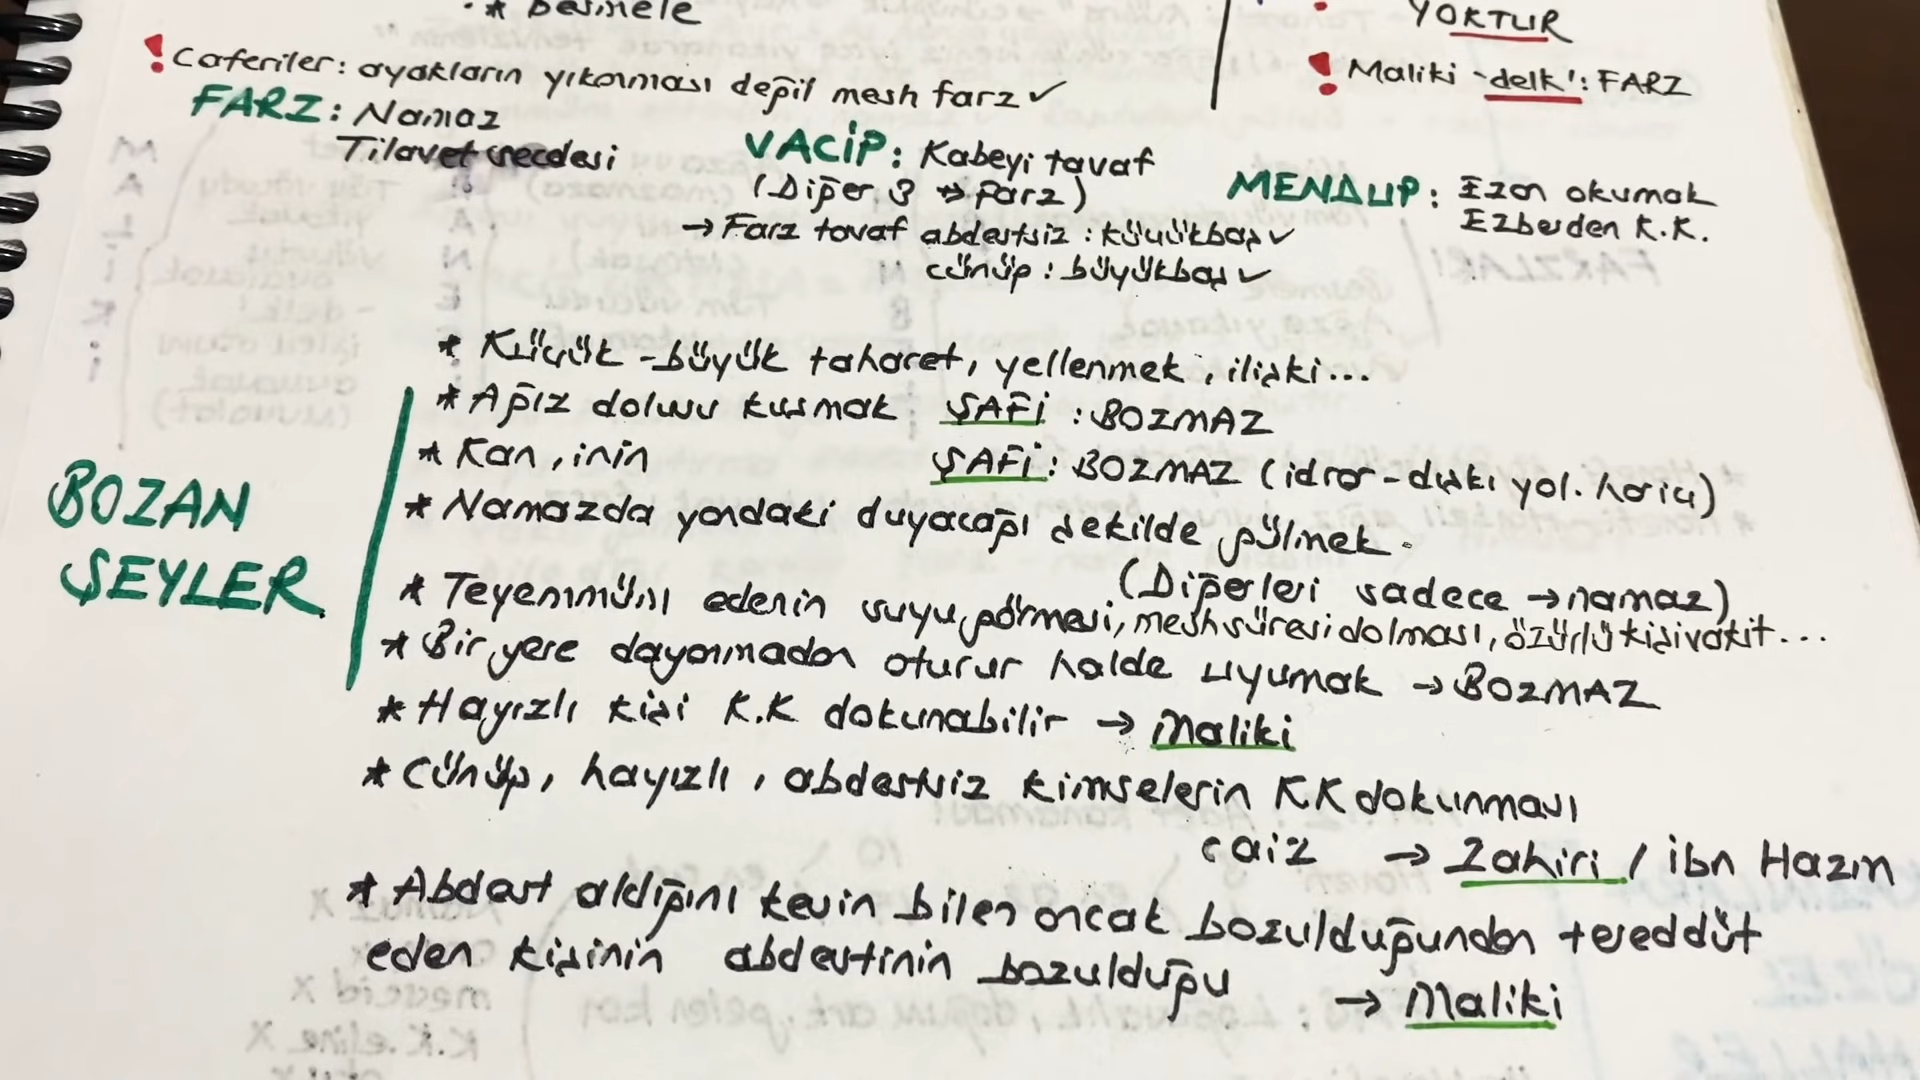 * Besmele
YOKTUR
! Caferiler: ayakların yıkanması değil mesh farz ✓
! Maliki - delk!: FARZ
FARZ: Namaz
Tilavet secdesi
VACİP: Kabeyi tavaf
(Diğer 3 → farz)
→ Farz tavaf abdestsiz: küçükbaş ✓
cünüp: büyükbaş ✓
MENDUP: Ezan okumak
Ezberden K.K.
BOZAN ŞEYLER
* Küçük - büyük taharet, yellenmek, ilişki...
* Ağız dolusu kusmak ŞAFİ: BOZMAZ
* Kan, irin ŞAFİ: BOZMAZ (idrar - dışkı yol. harici)
* Namazda yandaki duyacağı şekilde gülmek.
(Diğerleri sadece → namaz)
* Teyemmüm edenin suyu görmesi, mesh süresi dolması, özürlü kişi vakit...
* Bir yere dayanmadan oturur halde uyumak → BOZMAZ
* Hayızlı kişi K.K dokunabilir → Maliki
* Cünüp, hayızlı, abdestsiz kimselerin K.K dokunması
caiz → Zahiri / ibn Hazm
* Abdest aldığını kesin bilen ancak bozulduğundan tereddüt
eden kişinin abdestinin bozulduğu → Maliki